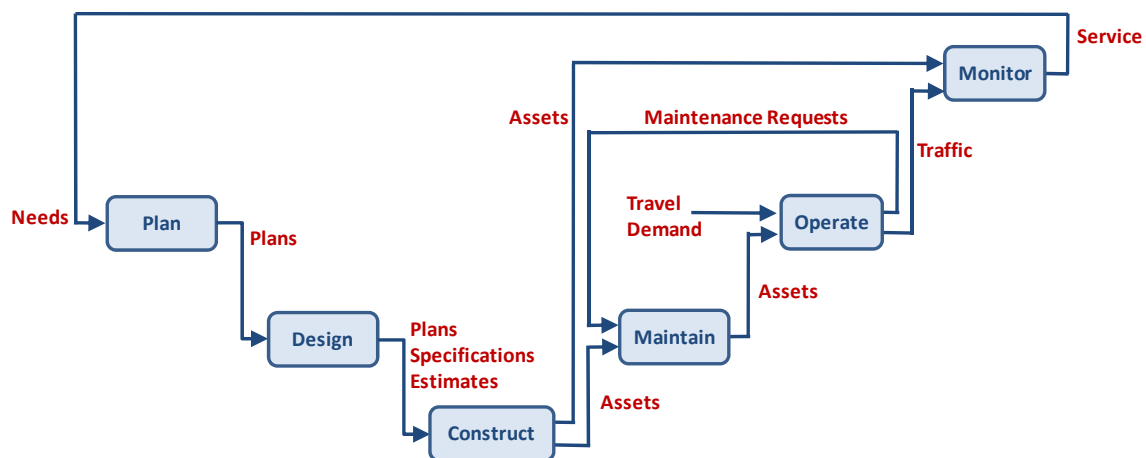 Service
Monitor
Assets
Maintenance Requests
Traffic
Needs
Plan
Travel
Demand
Operate
Plans
Assets
Design
Plans
Specifications
Estimates
Maintain
Assets
Construct